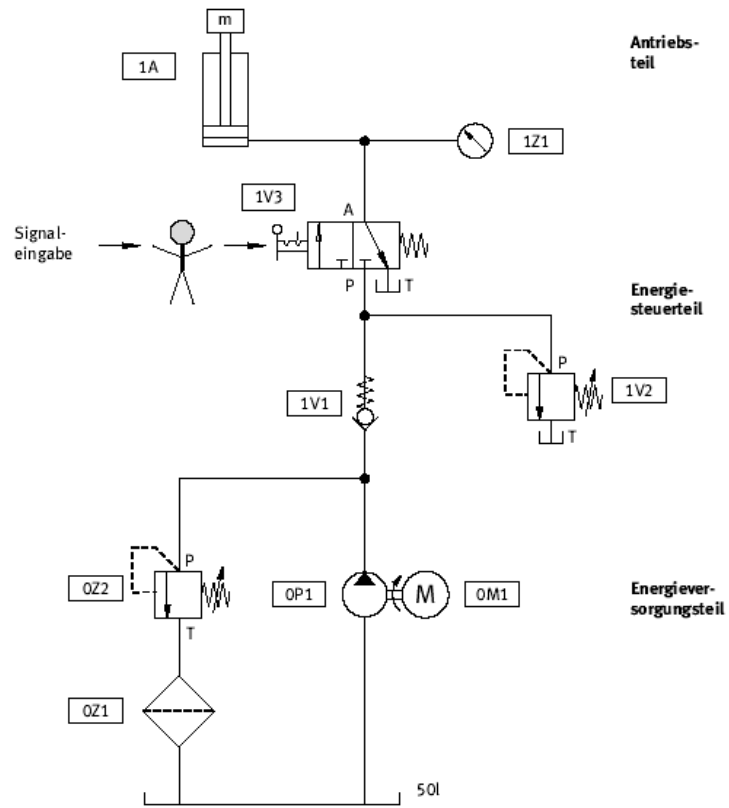 m
Antriebs-
teil
1A
1Z1
1V3
A
Signal-
eingabe
P
T
Energie-
steuerteil
P
1V2
1V1
T
P
0Z2
0P1
M
0M1
Energiever-
sorgungsteil
T
0Z1
50l